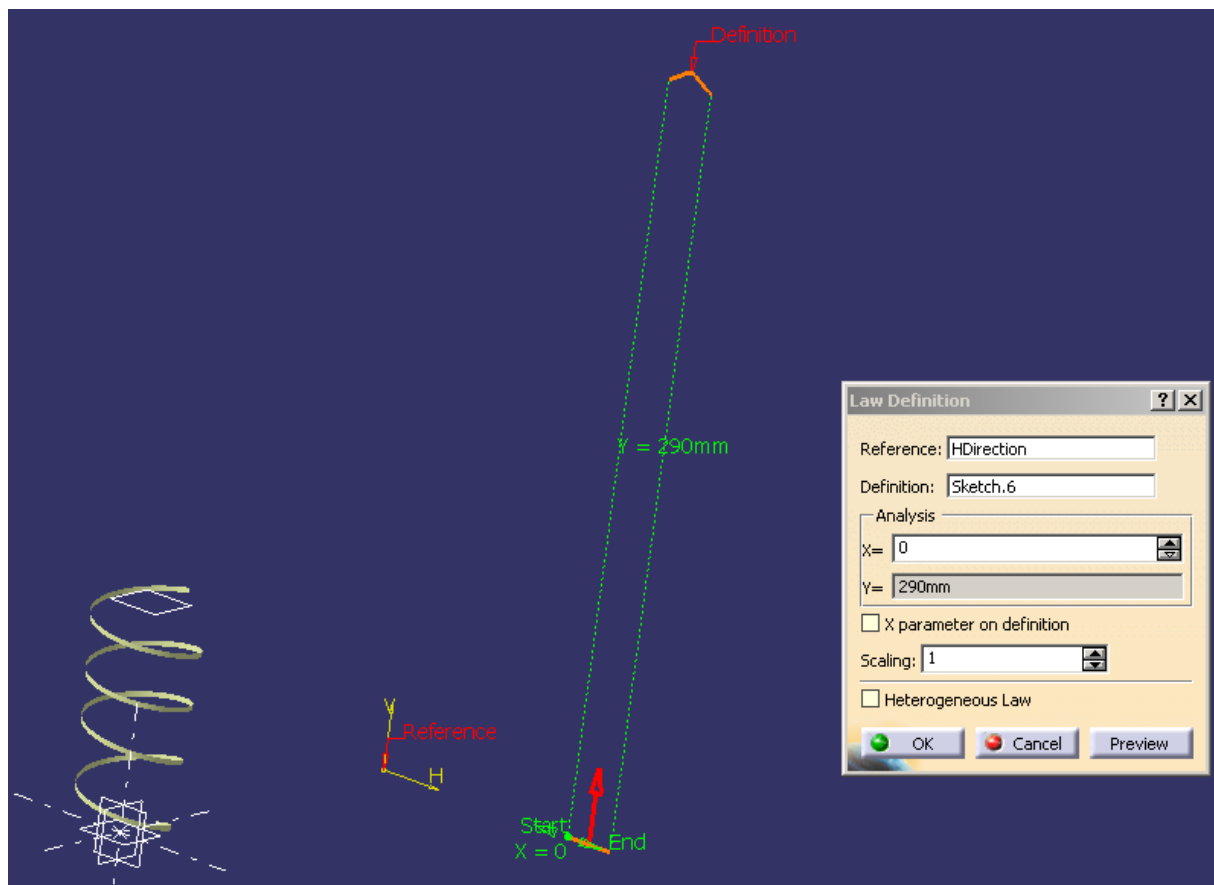 Definition
Y = 290mm
V
Reference
H
Start
X = 0
End
Law Definition
Reference: HDirection
Definition: Sketch.6
Analysis
X= 0
Y= 290mm
X parameter on definition
Scaling: 1
Heterogeneous Law
OK Cancel Preview